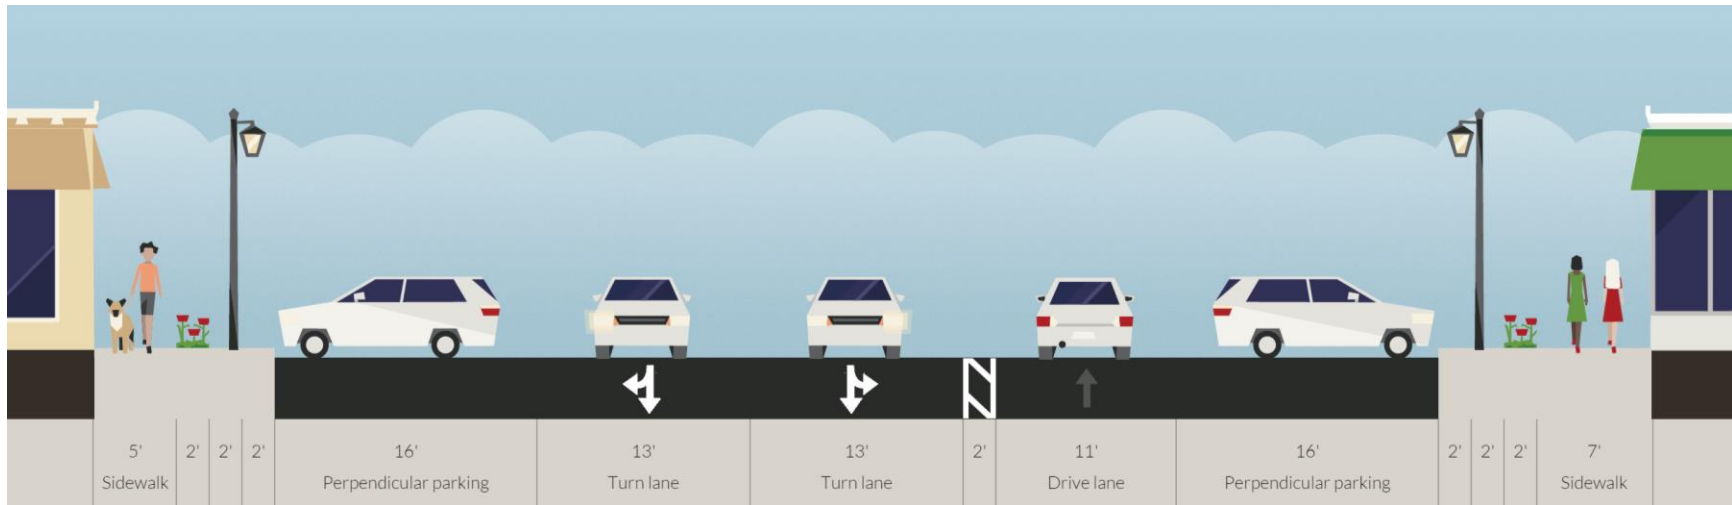 5' 2' 2' 2' 16' 13' 13' 2' 11' 16' 2' 2' 2' 7'
Sidewalk Perpendicular parking Turn lane Turn lane Drive lane Perpendicular parking Sidewalk